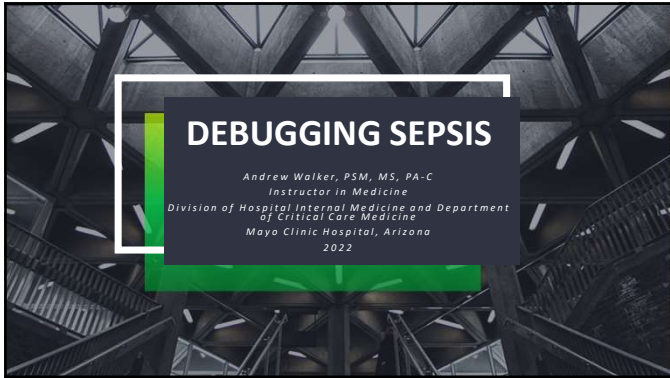 DEBUGGING SEPSIS
Andrew Walker, PSM, MS, PA-C
Instructor in Medicine
Division of Hospital Internal Medicine and Department
of Critical Care Medicine
Mayo Clinic Hospital, Arizona
2022